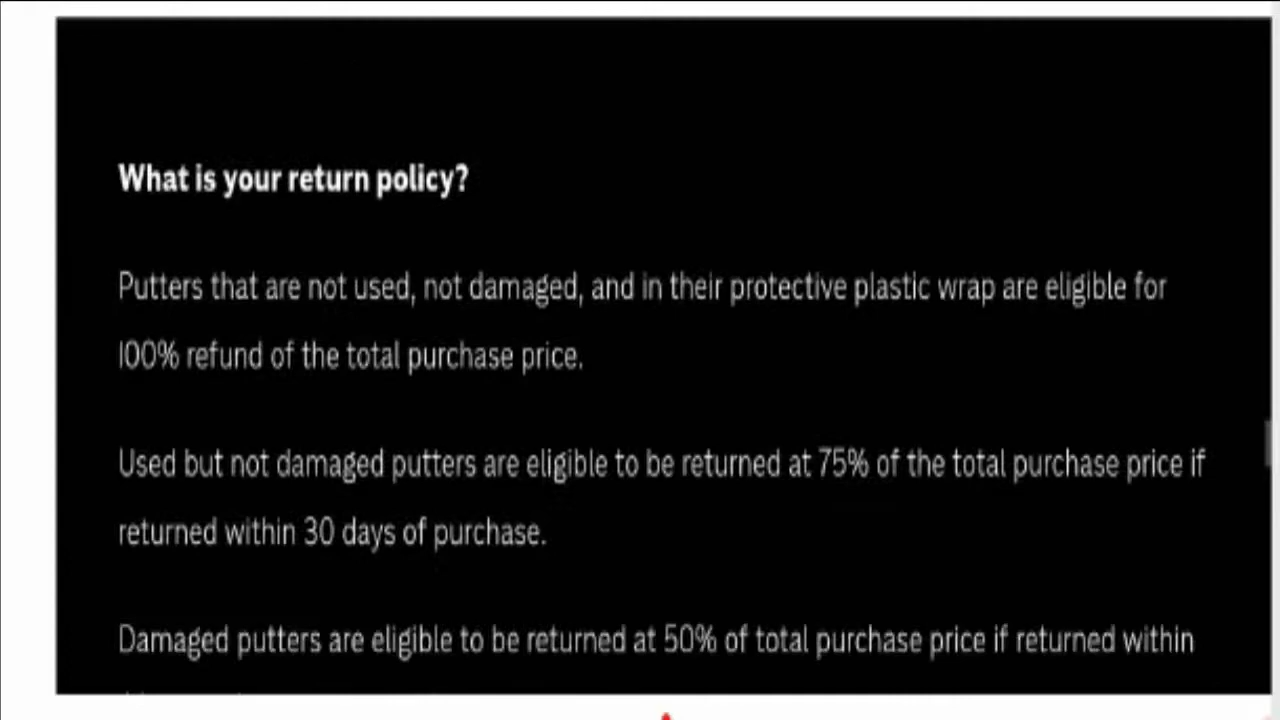 What is your return policy?
Putters that are not used, not damaged, and in their protective plastic wrap are eligible for
100% refund of the total purchase price.
Used but not damaged putters are eligible to be returned at 75% of the total purchase price if
returned within 30 days of purchase.
Damaged putters are eligible to be returned at 50% of total purchase price if returned within